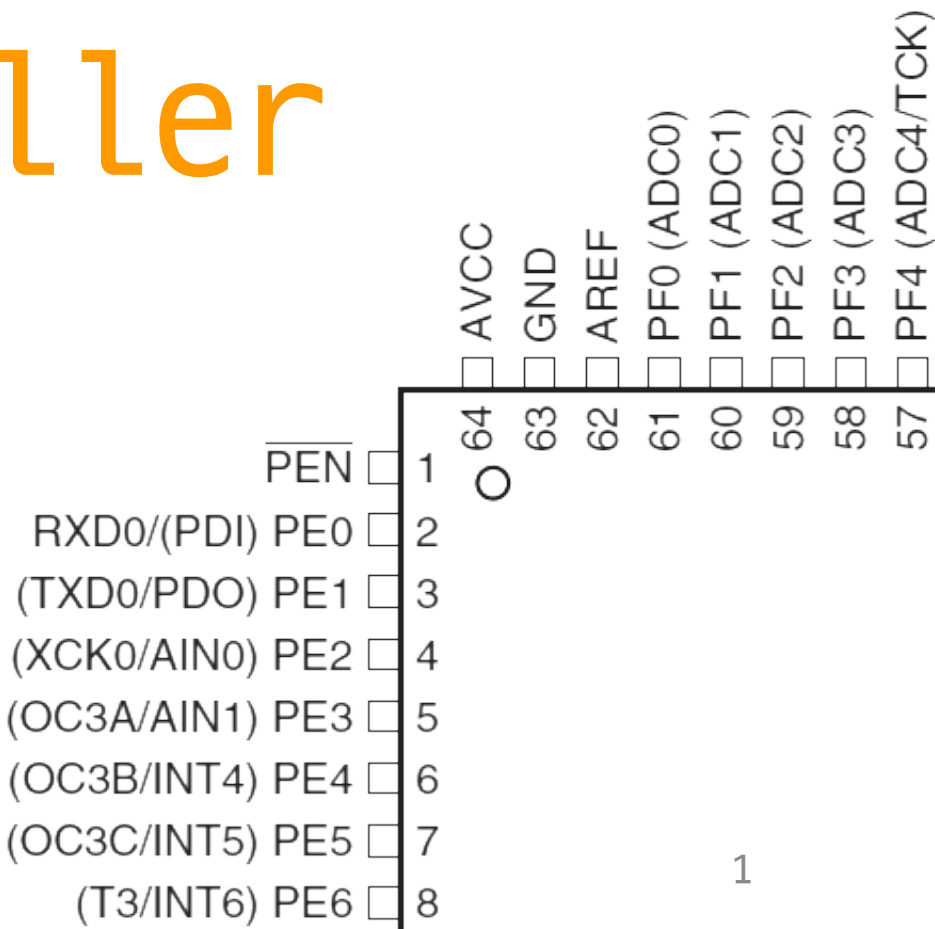 ller
AVCC
GND
AREF
PF0 (ADC0)
PF1 (ADC1)
PF2 (ADC2)
PF3 (ADC3)
PF4 (ADC4/TCK)
64
63
62
61
60
59
58
57
PEN 1
RXD0/(PDI) PE0 2
(TXD0/PDO) PE1 3
(XCK0/AIN0) PE2 4
(OC3A/AIN1) PE3 5
(OC3B/INT4) PE4 6
(OC3C/INT5) PE5 7
(T3/INT6) PE6 8
1